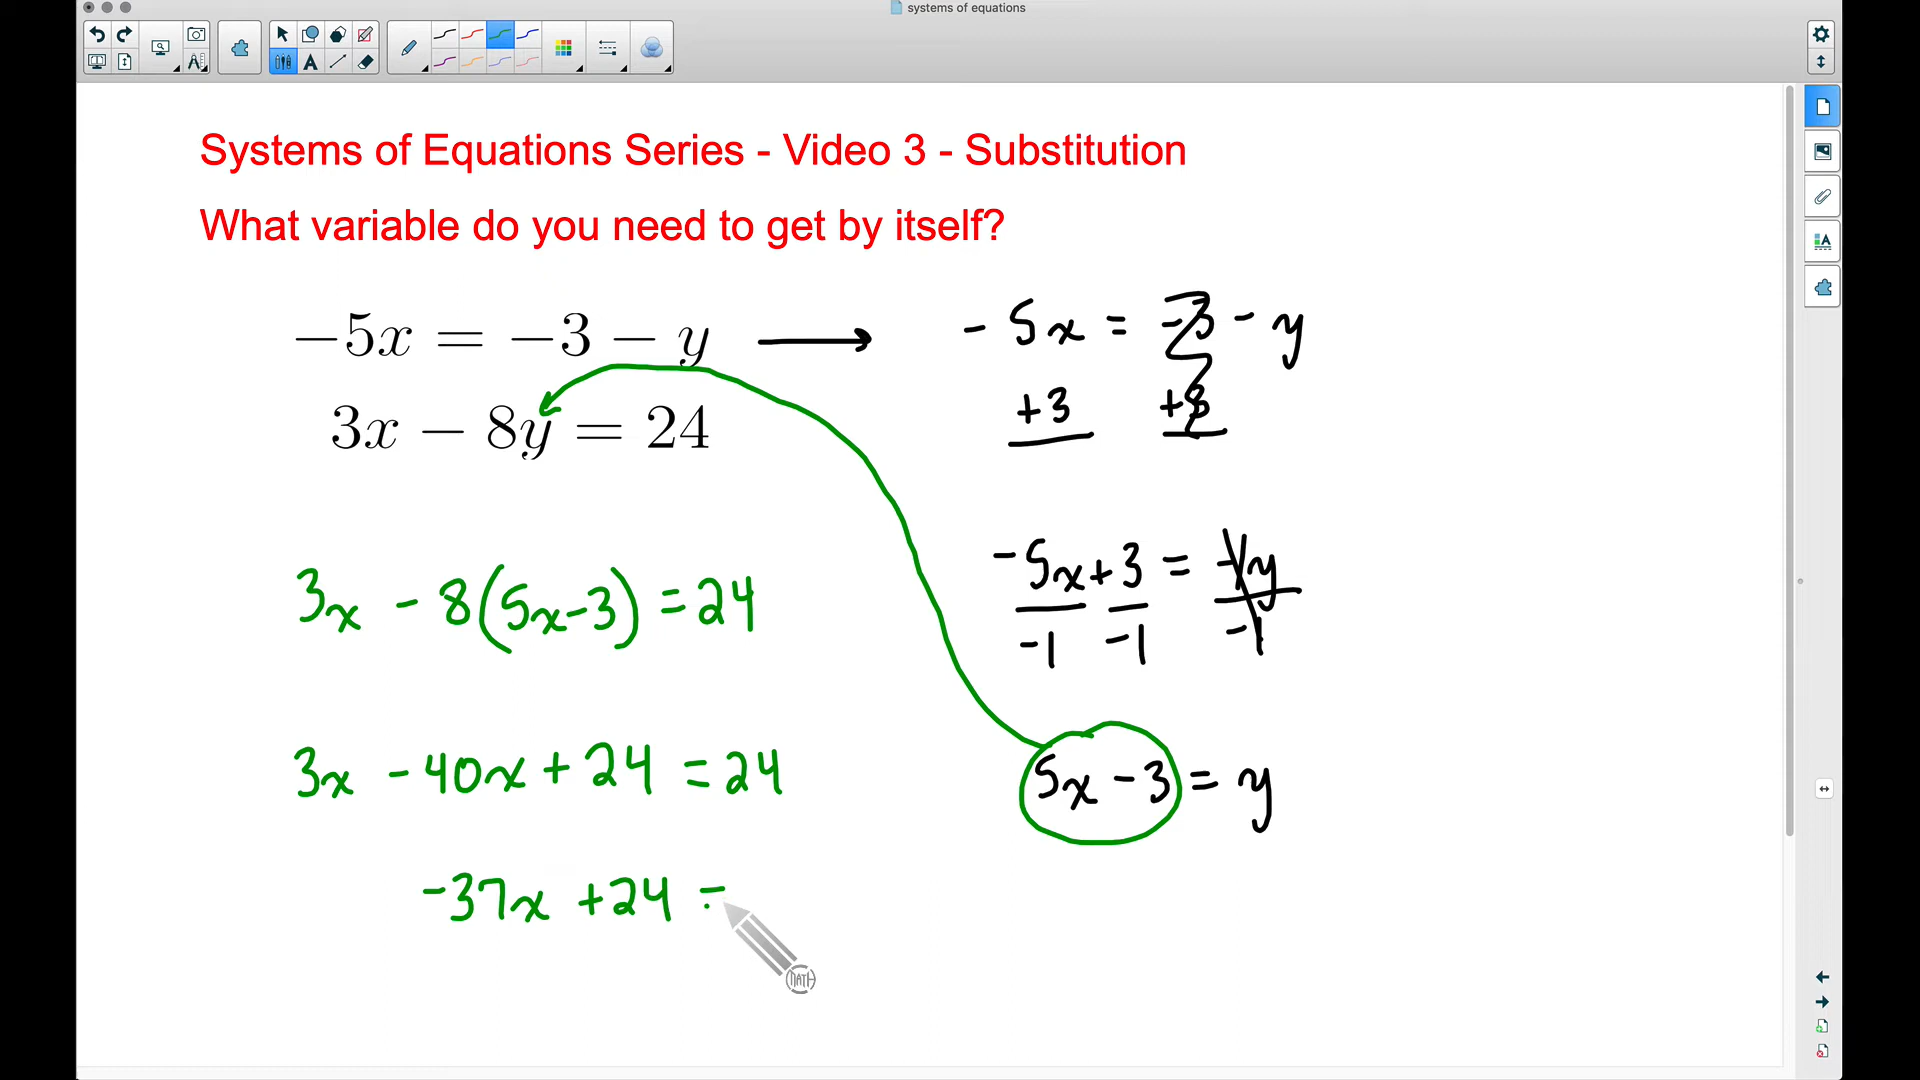 systems of equations
Systems of Equations Series - Video 3 - Substitution
What variable do you need to get by itself?
−5x = −3 − y
3x − 8y = 24
-5x = -3 - y
+3 +3
-5x+3 = -1y
-1 -1 -1
5x - 3 = y
3x - 8(5x-3) = 24
3x - 40x + 24 = 24
-37x + 24 =
MATH